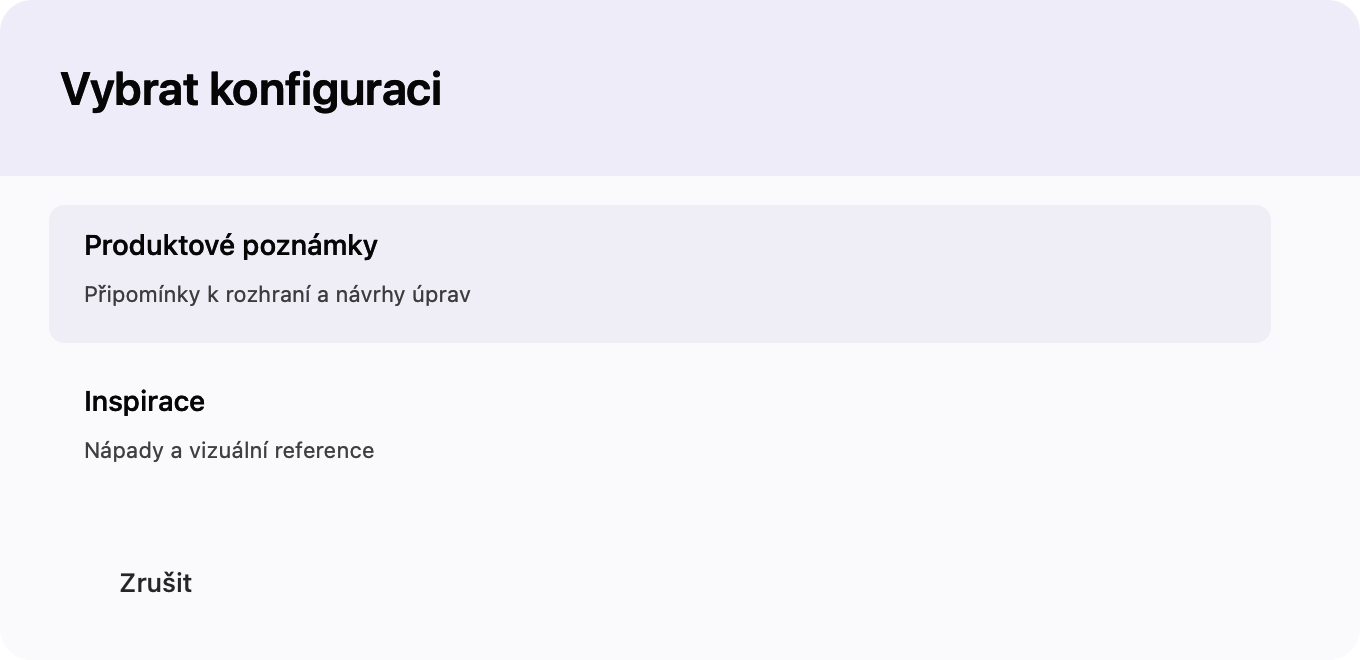 Vybrat konfiguraci
Produktové poznámky
Připomínky k rozhraní a návrhy úprav
Inspirace
Nápady a vizuální reference
Zrušit